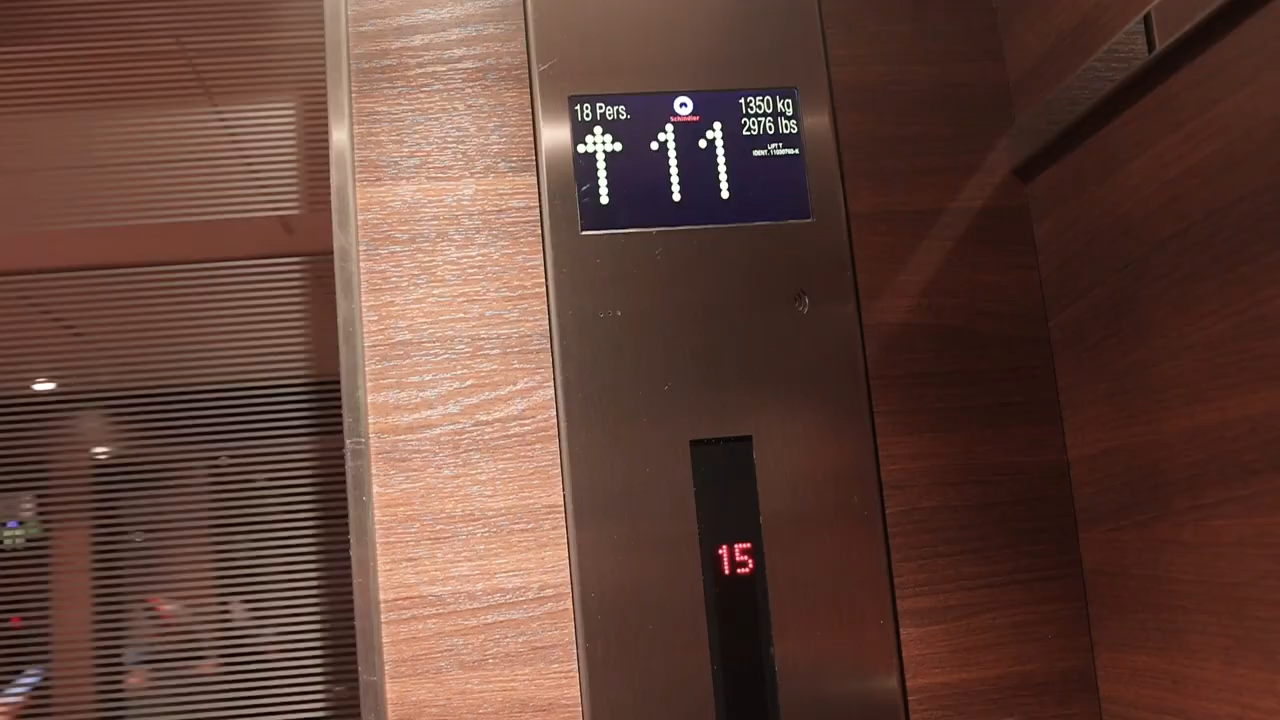 18 Pers.
Schindler
1350 kg
2976 lbs
LIFT T
↑ 11
15